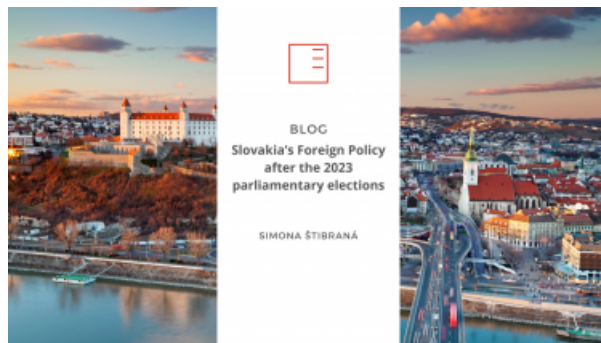 BLOG
Slovakia's Foreign Policy
after the 2023
parliamentary elections
SIMONA ŠTIBRANÁ